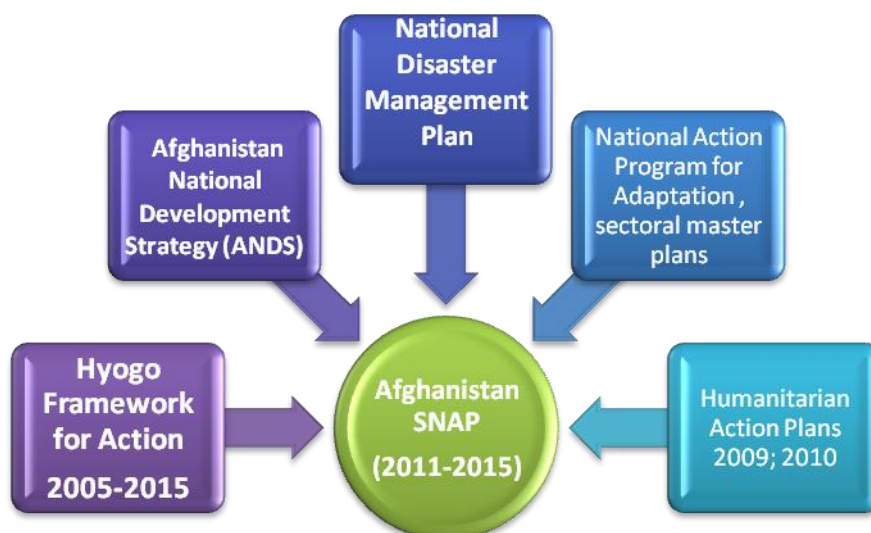 National
Disaster
Management
Plan
Afghanistan
National
Development
Strategy (ANDS)
National Action
Program for
Adaptation ,
sectoral master
plans
Hyogo
Framework
for Action
2005-2015
Afghanistan
SNAP
(2011-2015)
Humanitarian
Action Plans
2009; 2010